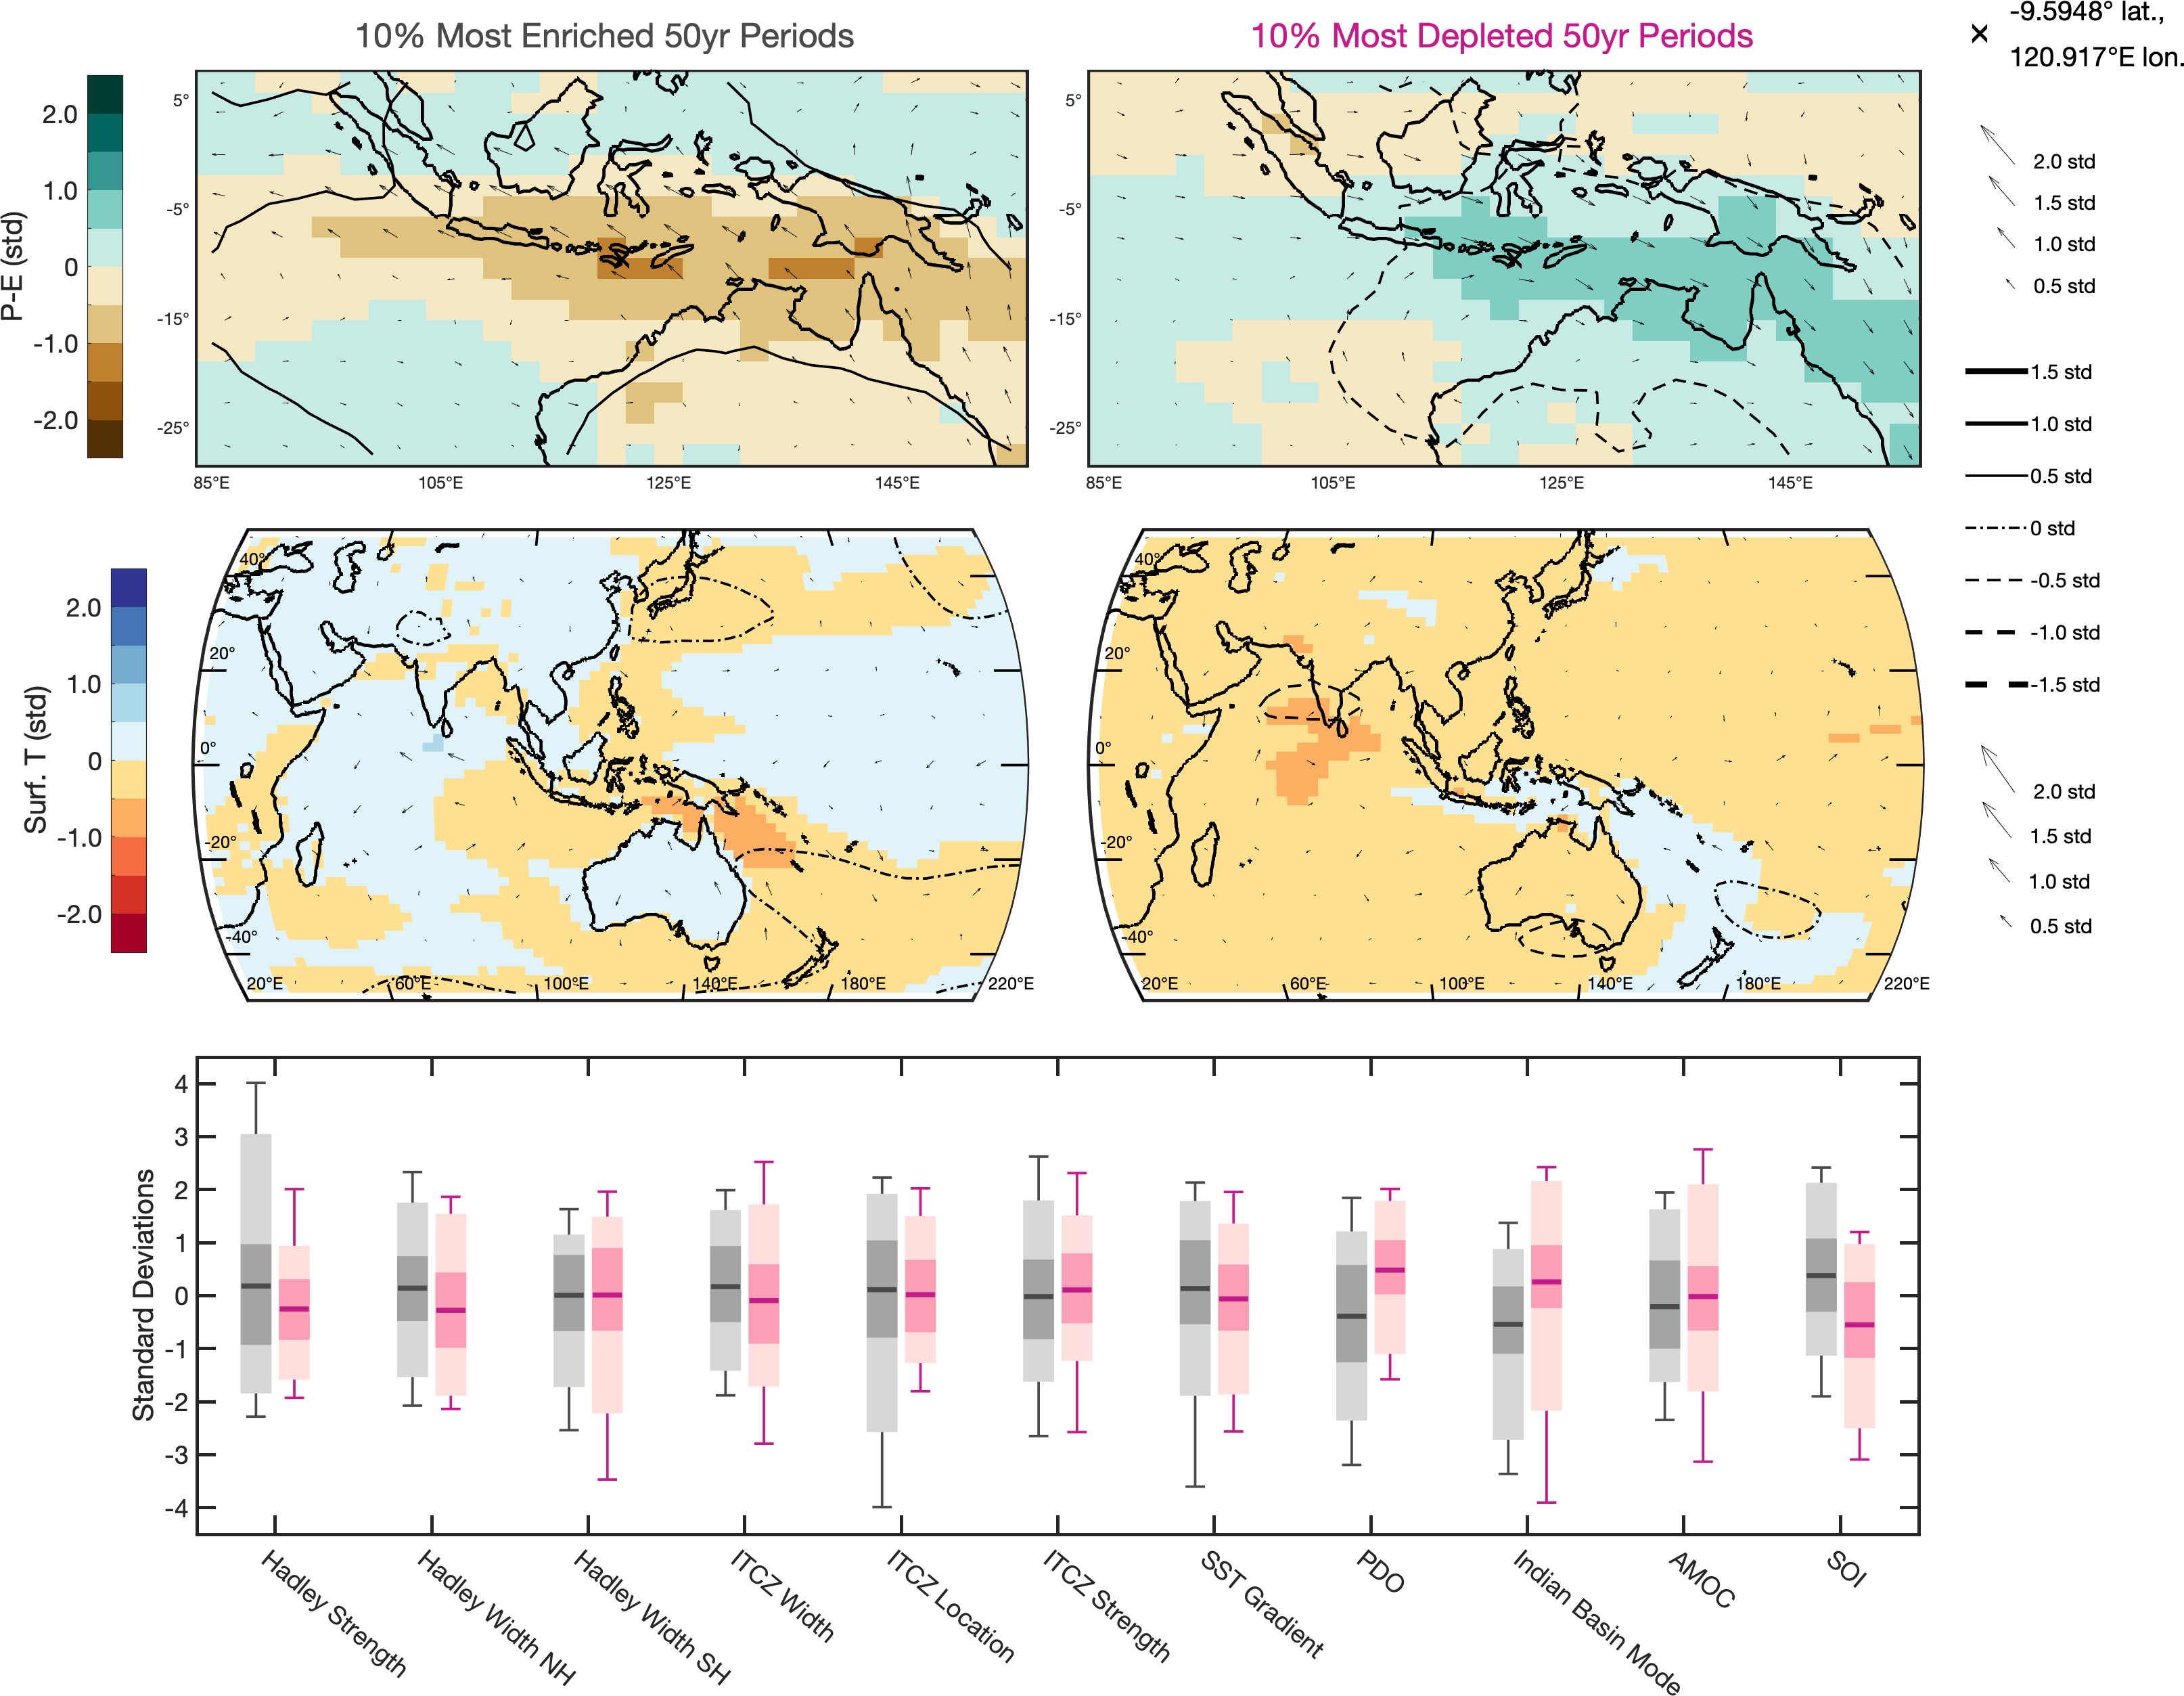 10% Most Enriched 50yr Periods
10% Most Depleted 50yr Periods
-9.5948° lat.,
120.917°E lon.
P-E (std)
2.0
1.0
0
-1.0
-2.0
5°
-5°
-15°
-25°
85°E
105°E
125°E
145°E
5°
-5°
-15°
-25°
85°E
105°E
125°E
145°E
2.0 std
1.5 std
1.0 std
0.5 std
1.5 std
1.0 std
0.5 std
0 std
-0.5 std
-1.0 std
-1.5 std
Surf. T (std)
2.0
1.0
0
-1.0
-2.0
40°
20°
0°
-20°
-40°
20°E
60°E
100°E
140°E
180°E
220°E
40°
20°
0°
-20°
-40°
20°E
60°E
100°E
140°E
180°E
220°E
2.0 std
1.5 std
1.0 std
0.5 std
Standard Deviations
4
3
2
1
0
-1
-2
-3
-4
Hadley Strength
Hadley Width NH
Hadley Width SH
ITCZ Width
ITCZ Location
ITCZ Strength
SST Gradient
PDO
Indian Basin Mode
AMOC
SOI